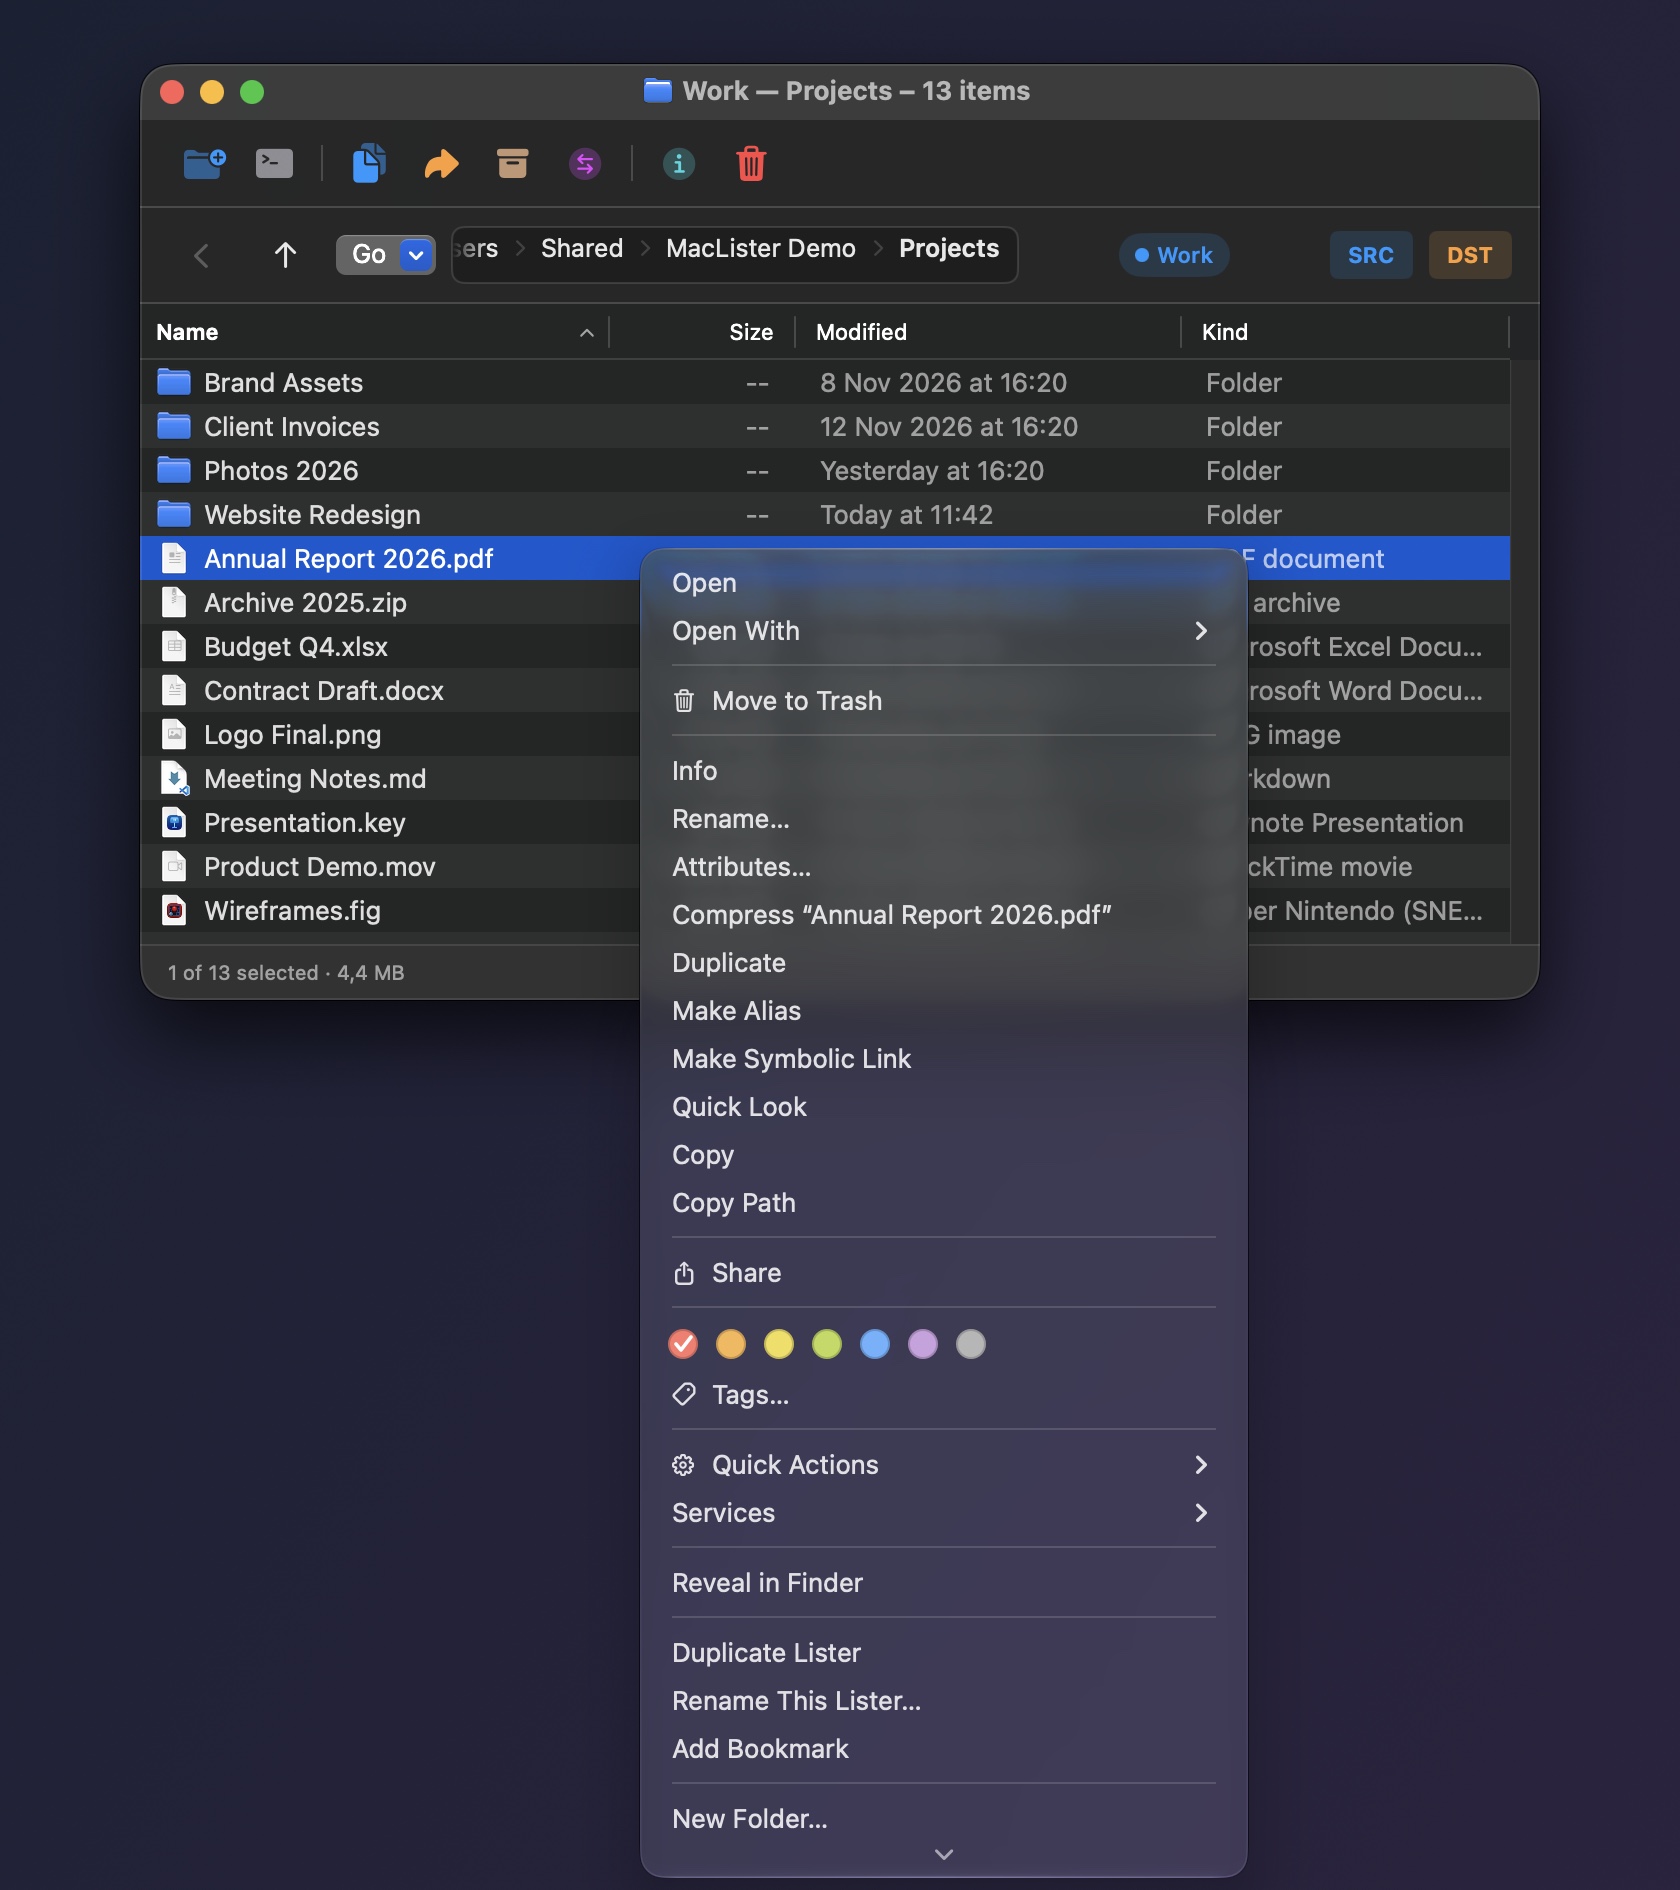 Work — Projects – 13 items
Go
sers Shared MacLister Demo Projects
Work
SRC
DST
Name Size Modified Kind
Brand Assets -- 8 Nov 2026 at 16:20 Folder
Client Invoices -- 12 Nov 2026 at 16:20 Folder
Photos 2026 -- Yesterday at 16:20 Folder
Website Redesign -- Today at 11:42 Folder
Annual Report 2026.pdf F document
Archive 2025.zip archive
Budget Q4.xlsx rosoft Excel Docu...
Contract Draft.docx rosoft Word Docu...
Logo Final.png G image
Meeting Notes.md rkdown
Presentation.key note Presentation
Product Demo.mov ckTime movie
Wireframes.fig er Nintendo (SNE...
1 of 13 selected · 4,4 MB
Open
Open With
Move to Trash
Info
Rename...
Attributes...
Compress “Annual Report 2026.pdf”
Duplicate
Make Alias
Make Symbolic Link
Quick Look
Copy
Copy Path
Share
Tags...
Quick Actions
Services
Reveal in Finder
Duplicate Lister
Rename This Lister...
Add Bookmark
New Folder...